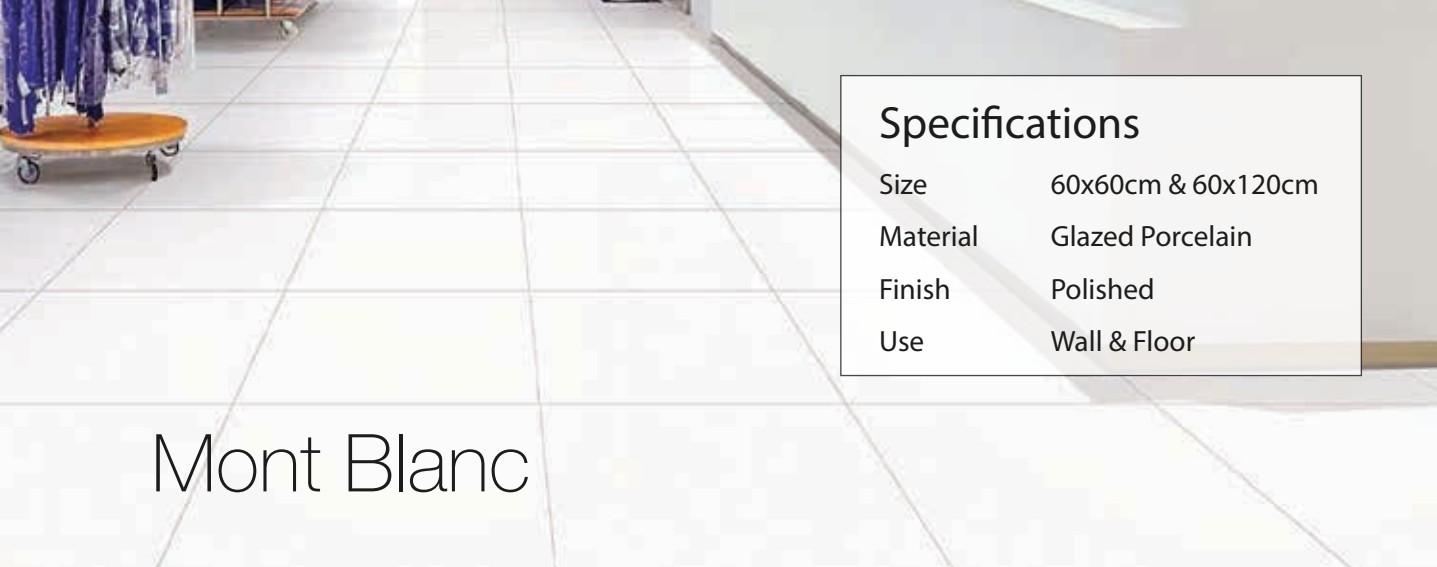 Specifications
Size 60x60cm & 60x120cm
Material Glazed Porcelain
Finish Polished
Use Wall & Floor
Mont Blanc